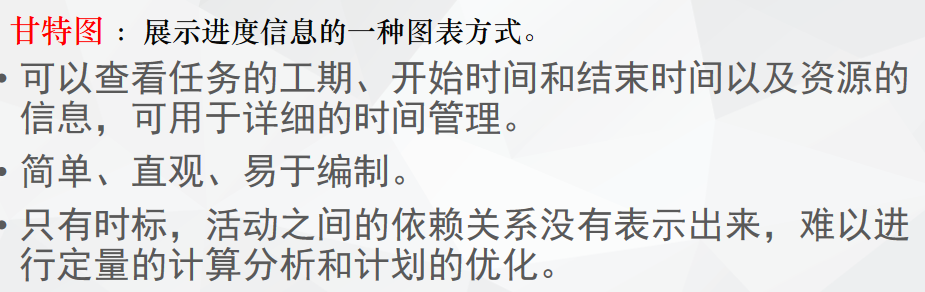 甘特图 ：展示进度信息的一种图表方式。
• 可以查看任务的工期、开始时间和结束时间以及资源的
信息，可用于详细的时间管理。
• 简单、直观、易于编制。
• 只有时标，活动之间的依赖关系没有表示出来，难以进
行定量的计算分析和计划的优化。